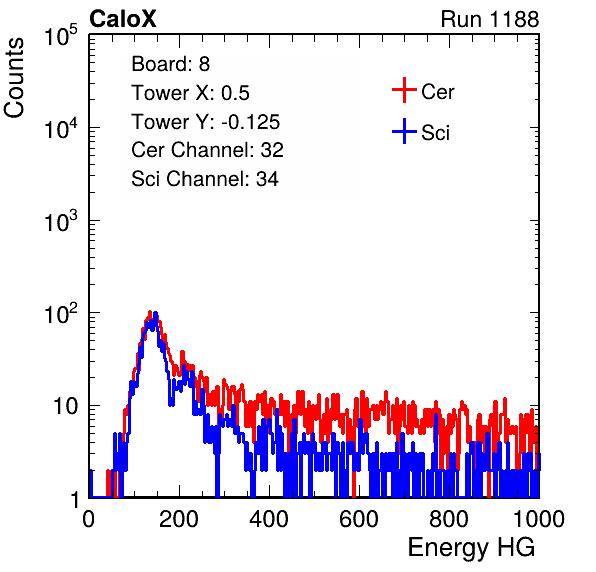 CaloX Run 1188
Counts
10^5
10^4
10^3
10^2
10
1
Board: 8
Tower X: 0.5
Tower Y: -0.125
Cer Channel: 32
Sci Channel: 34
Cer
Sci
0 200 400 600 800 1000
Energy HG